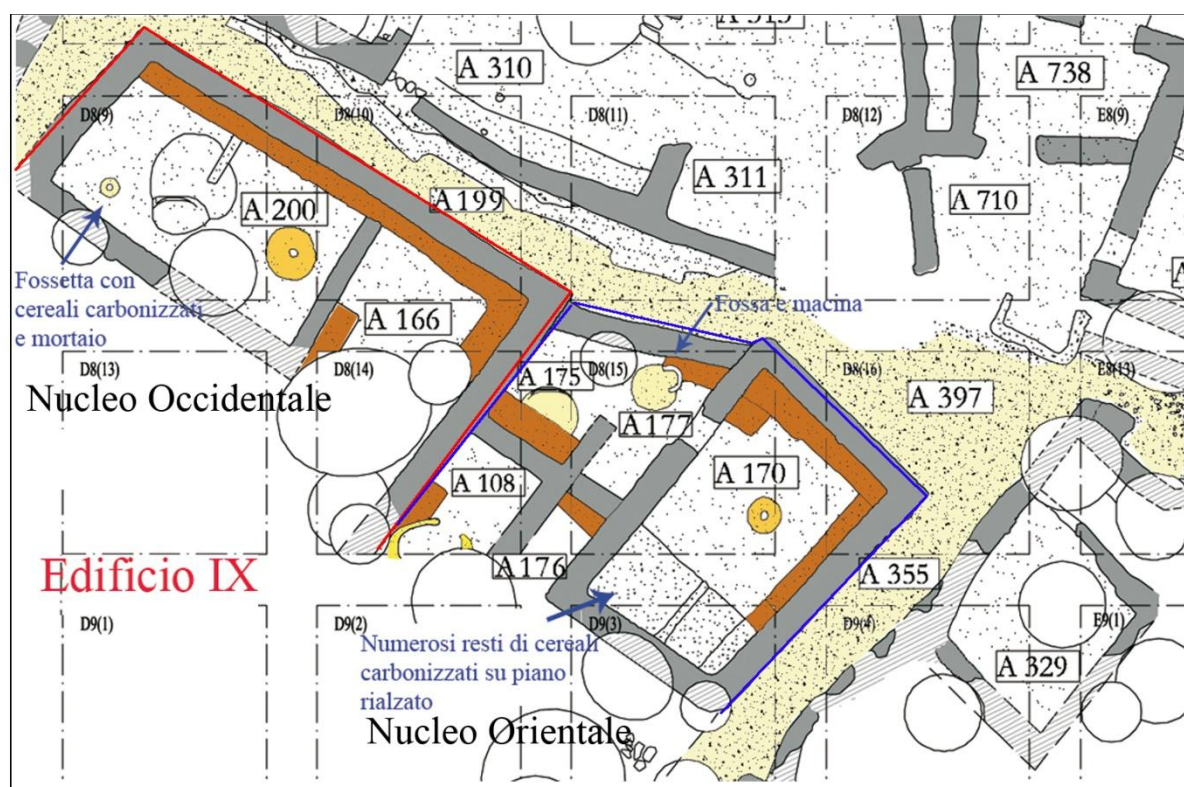 A 310
A 738
D8(9)
D8(10)
D8(11)
D8(12)
E8(9)
A 199
A 311
A 710
A 200
Fossetta con
cereali carbonizzati
e mortaio
A 166
Fossa e macina
D8(13)
D8(14)
D8(15)
D8(16)
E8(13)
Nucleo Occidentale
A 175
A 177
A 397
A 108
A 170
Edificio IX
A 176
A 355
D9(1)
D9(2)
D9(3)
D9(4)
E9(1)
Numerosi resti di cereali
carbonizzati su piano
rialzato
A 329
Nucleo Orientale